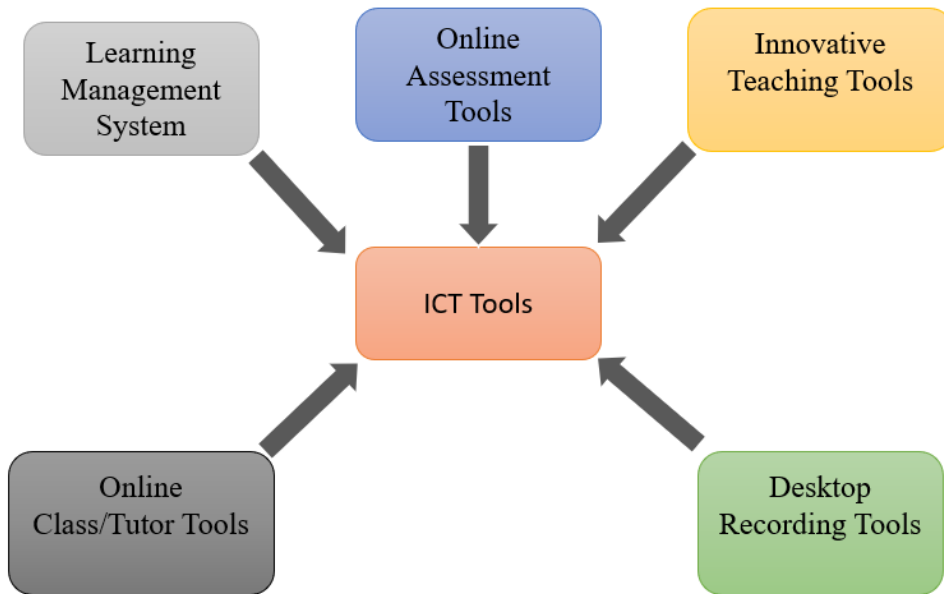 Learning
Management
System
Online
Assessment
Tools
Innovative
Teaching Tools
ICT Tools
Online
Class/Tutor Tools
Desktop
Recording Tools